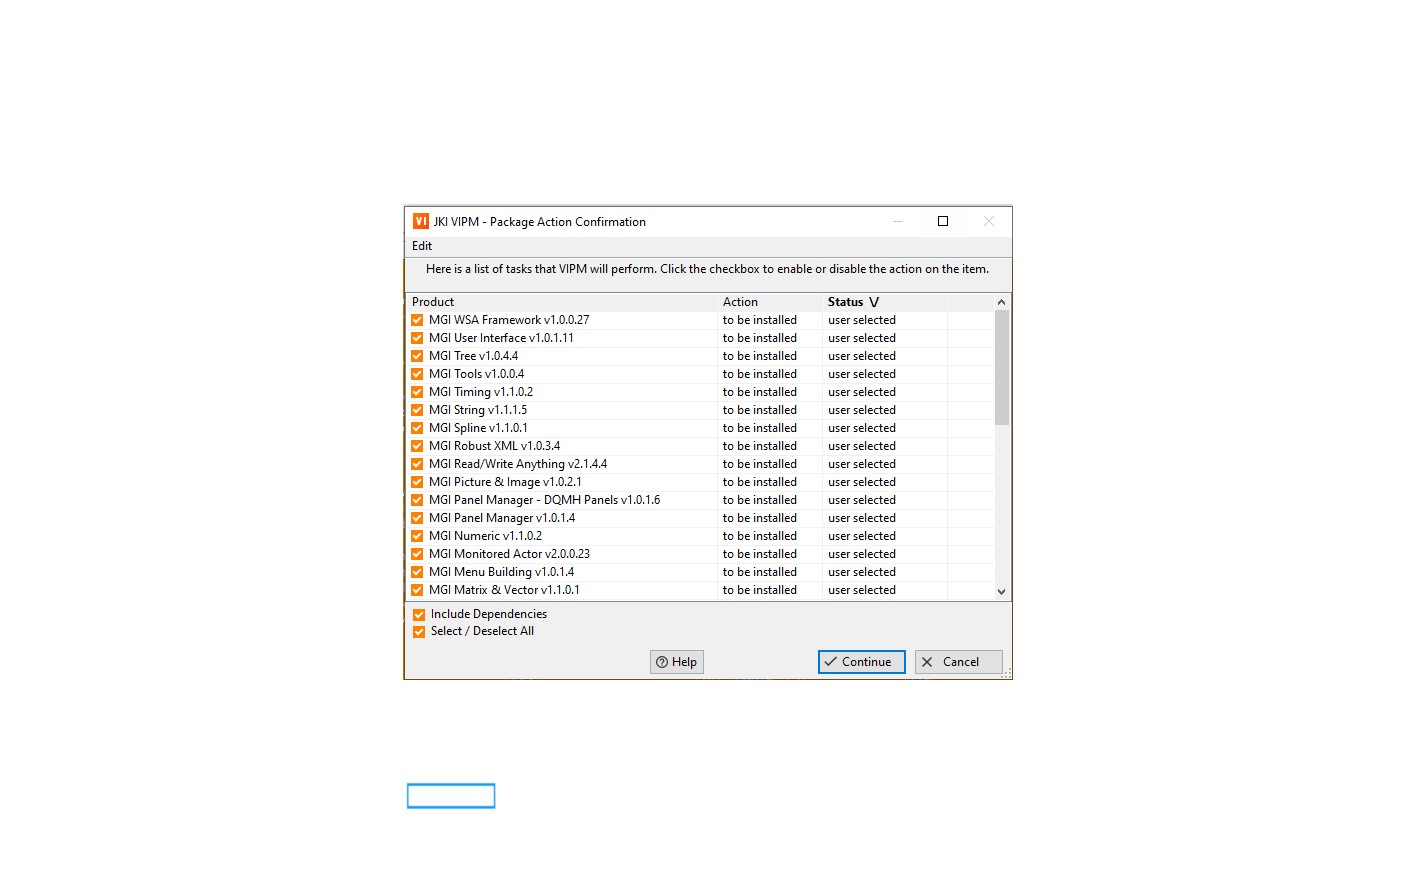 VI JKI VIPM - Package Action Confirmation
Edit
Here is a list of tasks that VIPM will perform. Click the checkbox to enable or disable the action on the item.
Product Action Status V
MGI WSA Framework v1.0.0.27 to be installed user selected
MGI User Interface v1.0.1.11 to be installed user selected
MGI Tree v1.0.4.4 to be installed user selected
MGI Tools v1.0.0.4 to be installed user selected
MGI Timing v1.1.0.2 to be installed user selected
MGI String v1.1.1.5 to be installed user selected
MGI Spline v1.1.0.1 to be installed user selected
MGI Robust XML v1.0.3.4 to be installed user selected
MGI Read/Write Anything v2.1.4.4 to be installed user selected
MGI Picture & Image v1.0.2.1 to be installed user selected
MGI Panel Manager - DQMH Panels v1.0.1.6 to be installed user selected
MGI Panel Manager v1.0.1.4 to be installed user selected
MGI Numeric v1.1.0.2 to be installed user selected
MGI Monitored Actor v2.0.0.23 to be installed user selected
MGI Menu Building v1.0.1.4 to be installed user selected
MGI Matrix & Vector v1.1.0.1 to be installed user selected
Include Dependencies
Select / Deselect All
Help Continue Cancel